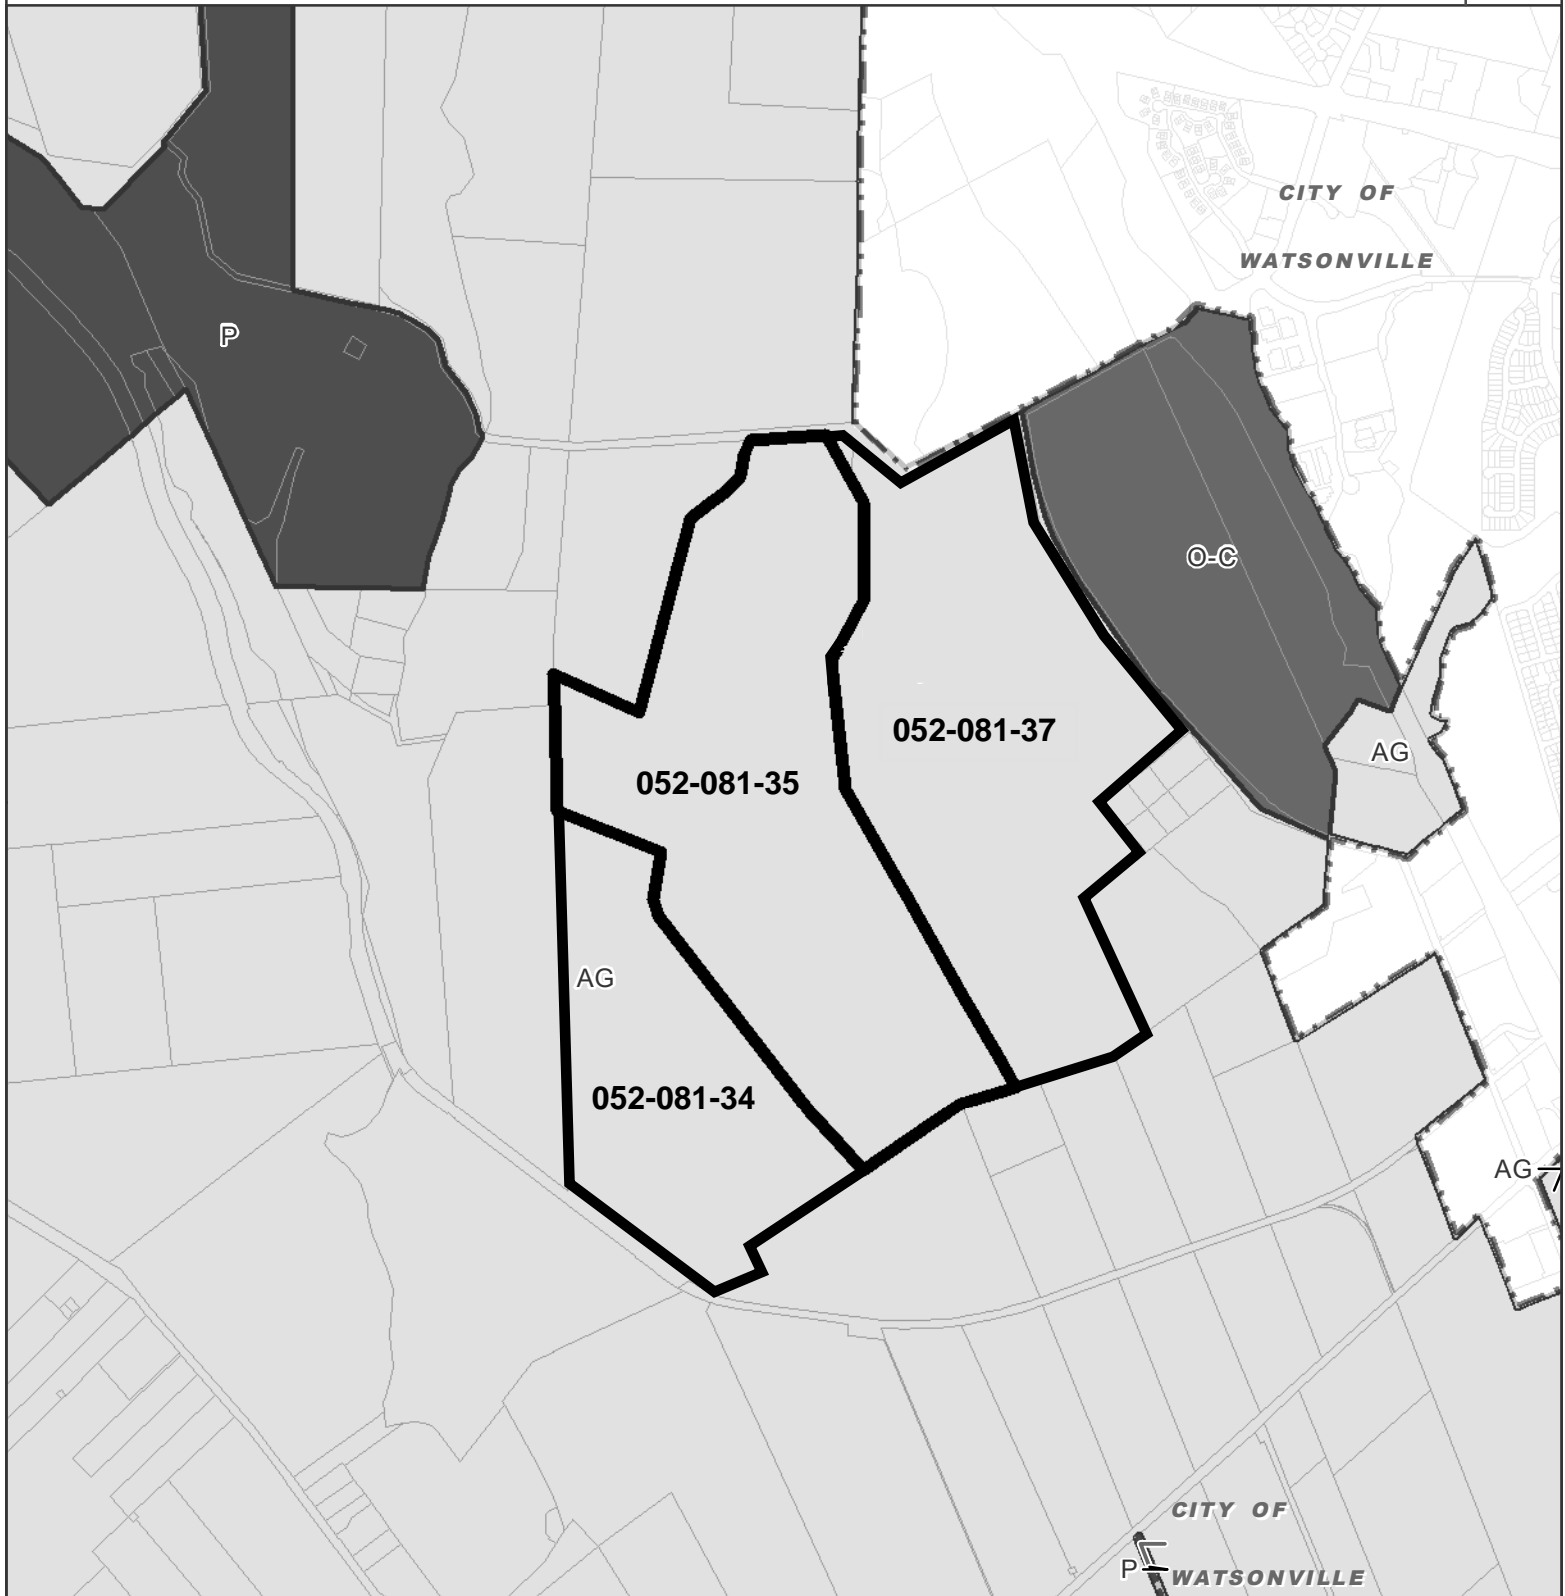 CITY OF
WATSONVILLE
P
O-C
052-081-37
AG
052-081-35
AG
052-081-34
AG
CITY OF
P
WATSONVILLE